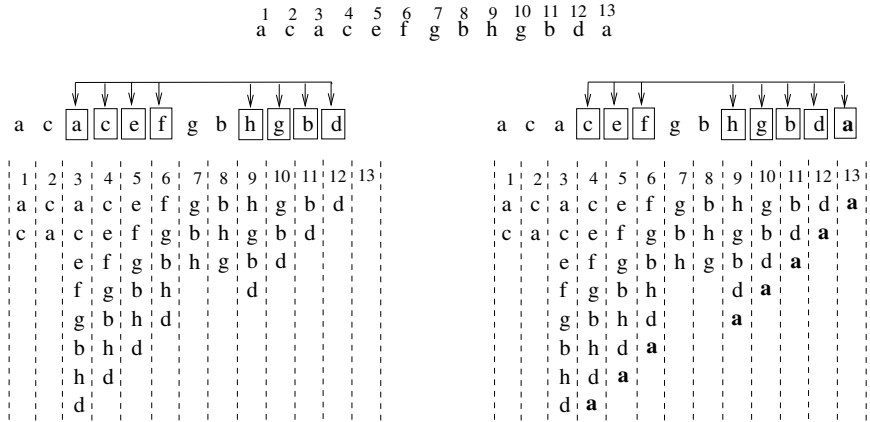 1 2 3 4 5 6 7 8 9 10 11 12 13
a c a c e f g b h g b d a
a c a c e f g b h g b d
1 2 3 4 5 6 7 8 9 10 11 12 13
a c a c e f g b h g b d
c a c e f g b h g b d
e f g b h g b d
f g b h d
g b h d
b h d
h d
d
a c a c e f g b h g b d a
1 2 3 4 5 6 7 8 9 10 11 12 13
a c a c e f g b h g b d a
c a c e f g b h g b d a
e f g b h g b d a
f g b h d a
g b h d a
b h d a
h d a
d a